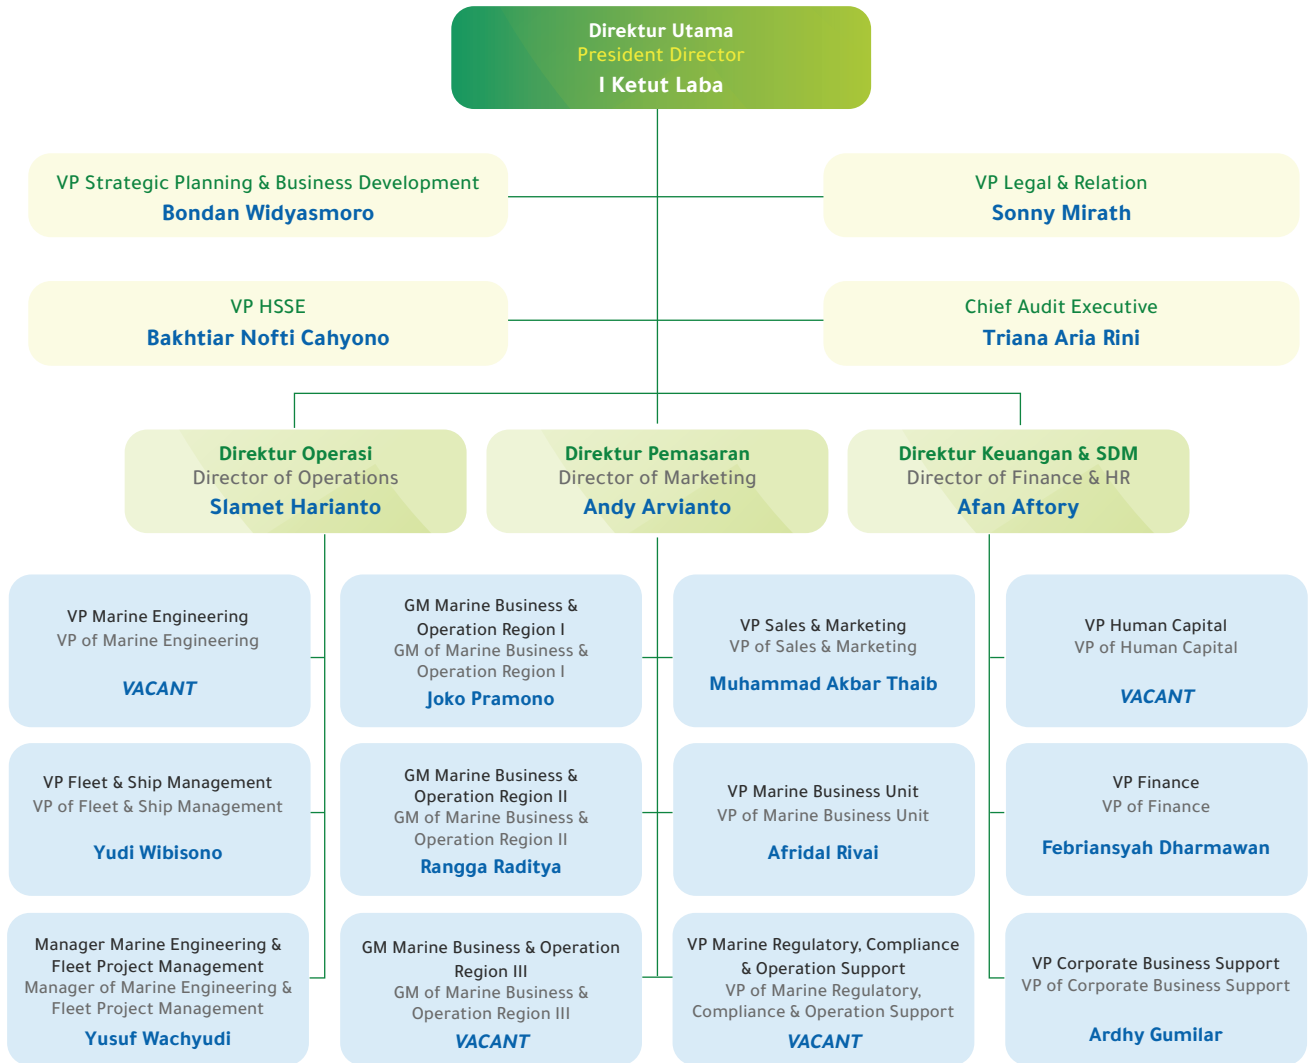 Direktur Utama
President Director
I Ketut Laba
VP Strategic Planning & Business Development
Bondan Widyasmoro
VP Legal & Relation
Sonny Mirath
VP HSSE
Bakhtiar Nofti Cahyono
Chief Audit Executive
Triana Aria Rini
Direktur Operasi
Director of Operations
Slamet Harianto
Direktur Pemasaran
Director of Marketing
Andy Arvianto
Direktur Keuangan & SDM
Director of Finance & HR
Afan Aftory
VP Marine Engineering
VP of Marine Engineering
VACANT
GM Marine Business &
Operation Region I
GM of Marine Business &
Operation Region I
Joko Pramono
VP Sales & Marketing
VP of Sales & Marketing
Muhammad Akbar Thaib
VP Human Capital
VP of Human Capital
VACANT
VP Fleet & Ship Management
VP of Fleet & Ship Management
Yudi Wibisono
GM Marine Business &
Operation Region II
GM of Marine Business &
Operation Region II
Rangga Raditya
VP Marine Business Unit
VP of Marine Business Unit
Afridal Rivai
VP Finance
VP of Finance
Febriansyah Dharmawan
Manager Marine Engineering &
Fleet Project Management
Manager of Marine Engineering &
Fleet Project Management
Yusuf Wachyudi
GM Marine Business & Operation
Region III
GM of Marine Business &
Operation Region III
VACANT
VP Marine Regulatory, Compliance
& Operation Support
VP of Marine Regulatory,
Compliance & Operation Support
VACANT
VP Corporate Business Support
VP of Corporate Business Support
Ardhy Gumilar